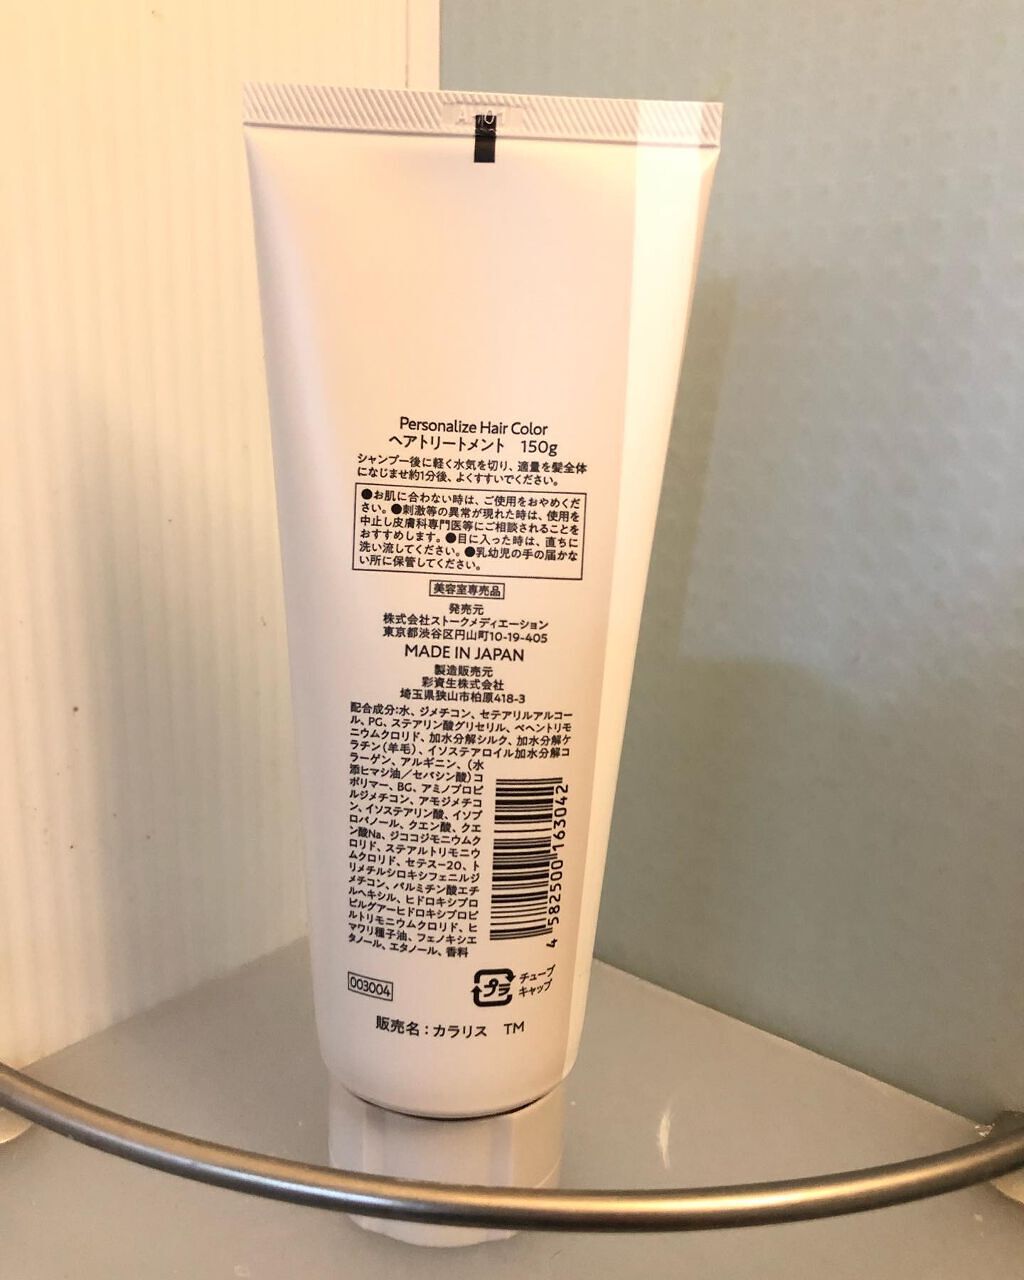 Personalize Hair Color
ヘアトリートメント 150g
シャンプー後に軽く水気を切り、適量を髪全体
になじませ約1分後、よくすすいでください。
●お肌に合わない時は、ご使用をおやめくだ
さい。●刺激等の異常が現れた時は、使用を
中止し皮膚科専門医等にご相談されることを
おすすめします。●目に入った時は、直ちに
洗い流してください。●乳幼児の手の届かな
い所に保管してください。
美容室専売品
発売元
株式会社ストークメディエーション
東京都渋谷区円山町10-19-405
MADE IN JAPAN
製造販売元
彩資生株式会社
埼玉県狭山市柏原418-3
配合成分:水、ジメチコン、セテアリルアルコー
ル、PG、ステアリン酸グリセリル、ベヘントリモ
ニウムクロリド、加水分解シルク、加水分解ケ
ラチン(羊毛)、イソステアロイル加水分解コ
ラーゲン、アルギニン、(水
添ヒマシ油/セバシン酸)コ
ポリマー、BG、アミノプロピ
ルジメチコン、アモジメチコ
ン、イソステアリン酸、イソプ
ロパノール、クエン酸、クエ
ン酸Na、ジココジモニウムク
ロリド、ステアルトリモニウ
ムクロリド、セテス-20、ト
リメチルシロキシフェニルジ
メチコン、パルミチン酸エチ
ルヘキシル、ヒドロキシプロ
ピルグアーヒドロキシプロピ
ルトリモニウムクロリド、ヒ
マワリ種子油、フェノキシエ
タノール、エタノール、香料
4 582500 163042
003004
プラ
チューブ
キャップ
販売名:カラリス TM